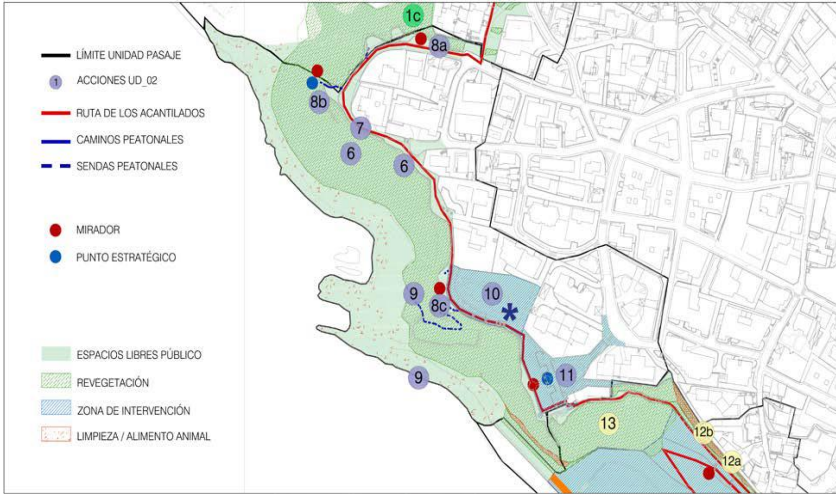 LÍMITE UNIDAD PASAJE
1
ACCIONES UD_02
RUTA DE LOS ACANTILADOS
CAMINOS PEATONALES
SENDAS PEATONALES
MIRADOR
PUNTO ESTRATÉGICO
ESPACIOS LIBRES PÚBLICO
REVEGETACIÓN
ZONA DE INTERVENCIÓN
LIMPIEZA / ALIMENTO ANIMAL
1c
8a
8b
7
6
6
9
8c
10
*
9
11
13
12b
12a